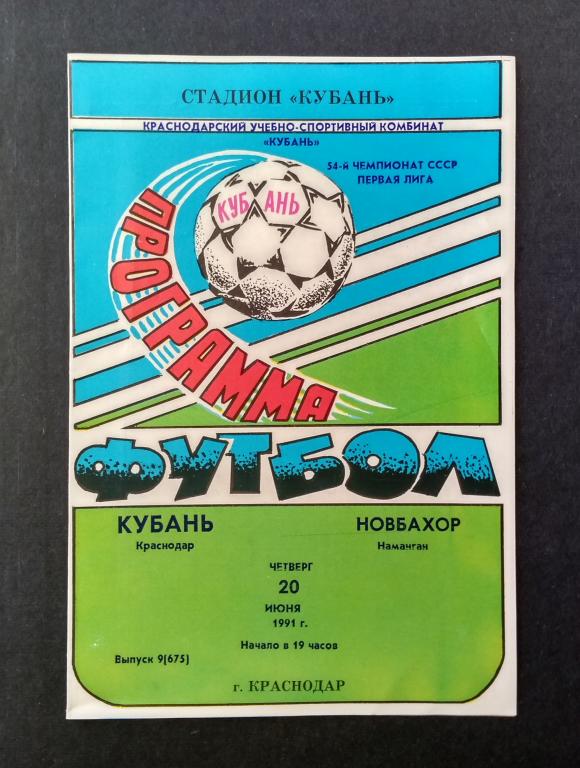 СТАДИОН «КУБАНЬ»
КРАСНОДАРСКИЙ УЧЕБНО-СПОРТИВНЫЙ КОМБИНАТ
«КУБАНЬ»
54-й ЧЕМПИОНАТ СССР
ПЕРВАЯ ЛИГА
КУБАНЬ
ПРОГРАММА
ФУТБОЛ
КУБАНЬ НОВБАХОР
Краснодар Наманган
ЧЕТВЕРГ
20
ИЮНЯ
1991 г.
Начало в 19 часов
Выпуск 9(675)
г. КРАСНОДАР